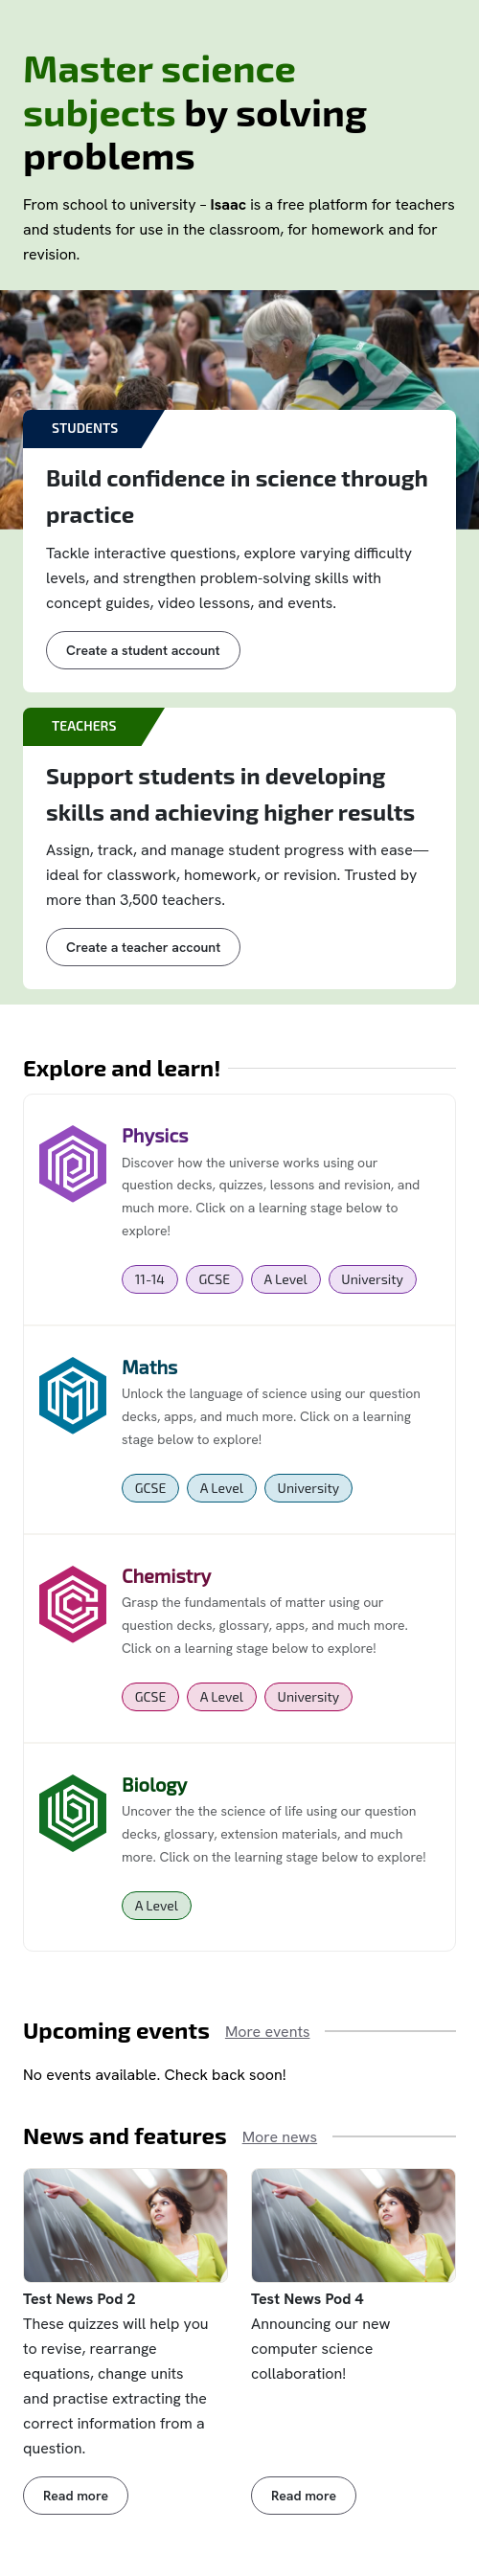 Master science
subjects by solving
problems
From school to university – Isaac is a free platform for teachers
and students for use in the classroom, for homework and for
revision.
STUDENTS
Build confidence in science through
practice
Tackle interactive questions, explore varying difficulty
levels, and strengthen problem-solving skills with
concept guides, video lessons, and events.
Create a student account
TEACHERS
Support students in developing
skills and achieving higher results
Assign, track, and manage student progress with ease—
ideal for classwork, homework, or revision. Trusted by
more than 3,500 teachers.
Create a teacher account
Explore and learn!
Physics
Discover how the universe works using our
question decks, quizzes, lessons and revision, and
much more. Click on a learning stage below to
explore!
11-14 GCSE A Level University
Maths
Unlock the language of science using our question
decks, apps, and much more. Click on a learning
stage below to explore!
GCSE A Level University
Chemistry
Grasp the fundamentals of matter using our
question decks, glossary, apps, and much more.
Click on a learning stage below to explore!
GCSE A Level University
Biology
Uncover the the science of life using our question
decks, glossary, extension materials, and much
more. Click on the learning stage below to explore!
A Level
Upcoming events More events
No events available. Check back soon!
News and features More news
Test News Pod 2
These quizzes will help you
to revise, rearrange
equations, change units
and practise extracting the
correct information from a
question.
Read more
Test News Pod 4
Announcing our new
computer science
collaboration!
Read more